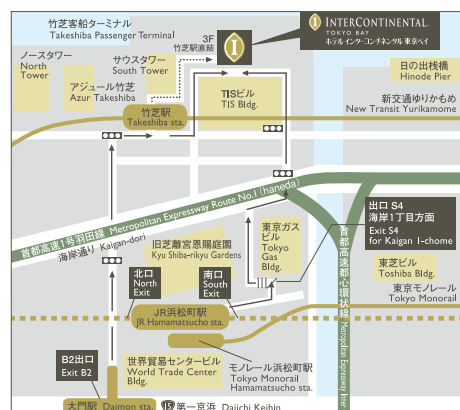 竹芝客船ターミナル
Takeshiba Passenger Terminal
INTERCONTINENTAL.
TOKYO BAY
ホテル インターコンチネンタル 東京ベイ
3F
竹芝駅直結
ノースタワー
North
Tower
サウスタワー
South Tower
アジュール竹芝
Azur Takeshiba
日の出桟橋
Hinode Pier
TISビル
TIS Bldg.
新交通ゆりかもめ
New Transit Yurikamome
竹芝駅
Takeshiba sta.
首都高速1号羽田線 Metropolitan Expressway Route No.1 (haneda)
海岸通り Kaigan-dori
出口 S4
海岸1丁目方面
Exit S4
for Kaigan 1-chome
旧芝離宮恩賜庭園
Kyu Shiba-rikyu Gardens
東京ガス
ビル
Tokyo
Gas
Bldg.
首都高速都心環状線 Metropolitan Expressway Inner
東芝ビル
Toshiba Bldg.
東京モノレール
Tokyo Monorail
北口
North
Exit
南口
South
Exit
JR浜松町駅
JR Hamamatsucho sta.
B2出口
Exit B2
世界貿易センタービル
World Trade Center
Bldg.
モノレール浜松町駅
Tokyo Monorail
Hamamatsucho sta.
大門駅 Daimon sta.
15 第一京浜 Daiichi Keihin